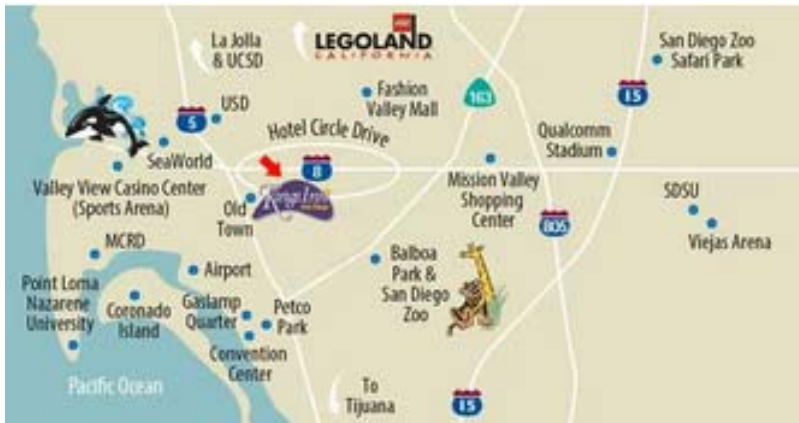 La Jolla
& UCSD
LEGO
LEGOLAND
CALIFORNIA
San Diego Zoo
Safari Park
5
USD
Fashion
Valley Mall
163
15
Hotel Circle Drive
Qualcomm
Stadium
SeaWorld
8
Valley View Casino Center
(Sports Arena)
Kings Inn
Old
Town
Mission Valley
Shopping
Center
805
SDSU
Viejas Arena
MCRD
Airport
Balboa
Park &
San Diego
Zoo
Point Loma
Nazarene
University
Coronado
Island
Gaslamp
Quarter
Petco
Park
Convention
Center
Pacific Ocean
To
Tijuana
15